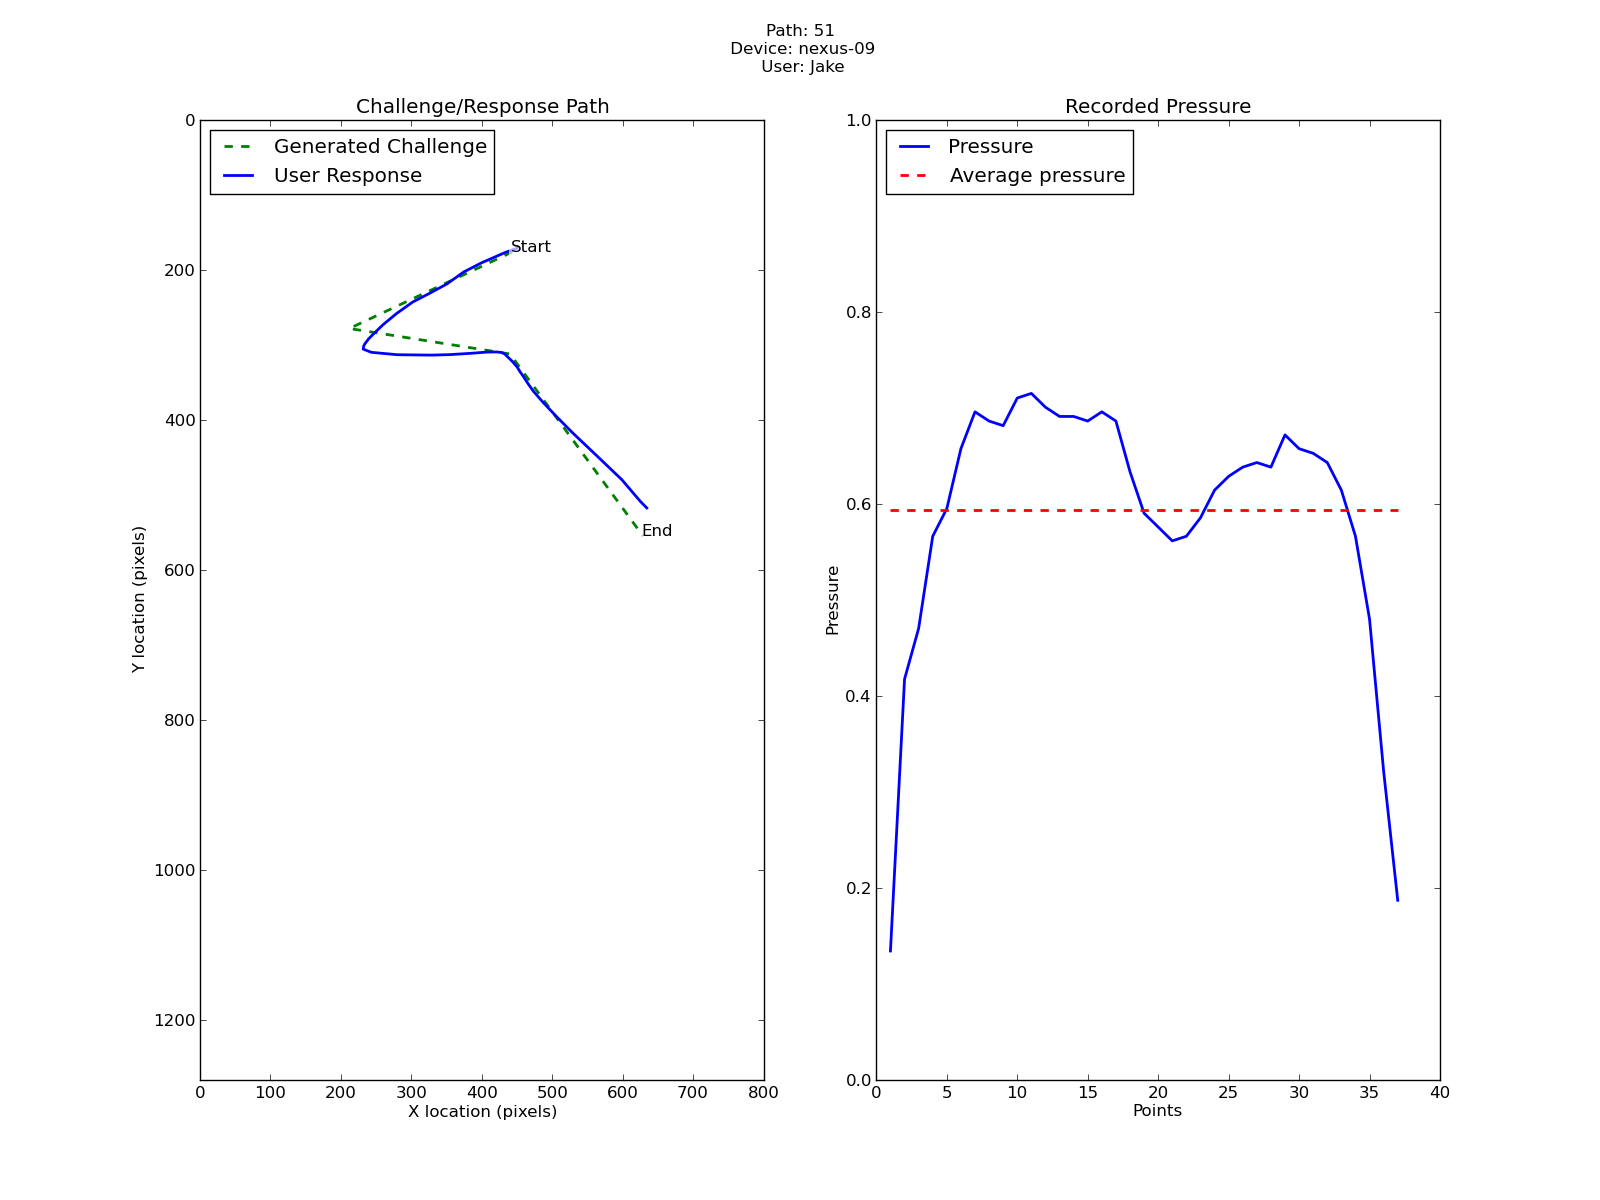 Path: 51
Device: nexus-09
User: Jake
Challenge/Response Path
Generated Challenge
User Response
Start
End
0
200
400
600
800
1000
1200
Y location (pixels)
0 100 200 300 400 500 600 700 800
X location (pixels)
Recorded Pressure
Pressure
Average pressure
1.0
0.8
0.6
0.4
0.2
0.0
Pressure
0 5 10 15 20 25 30 35 40
Points